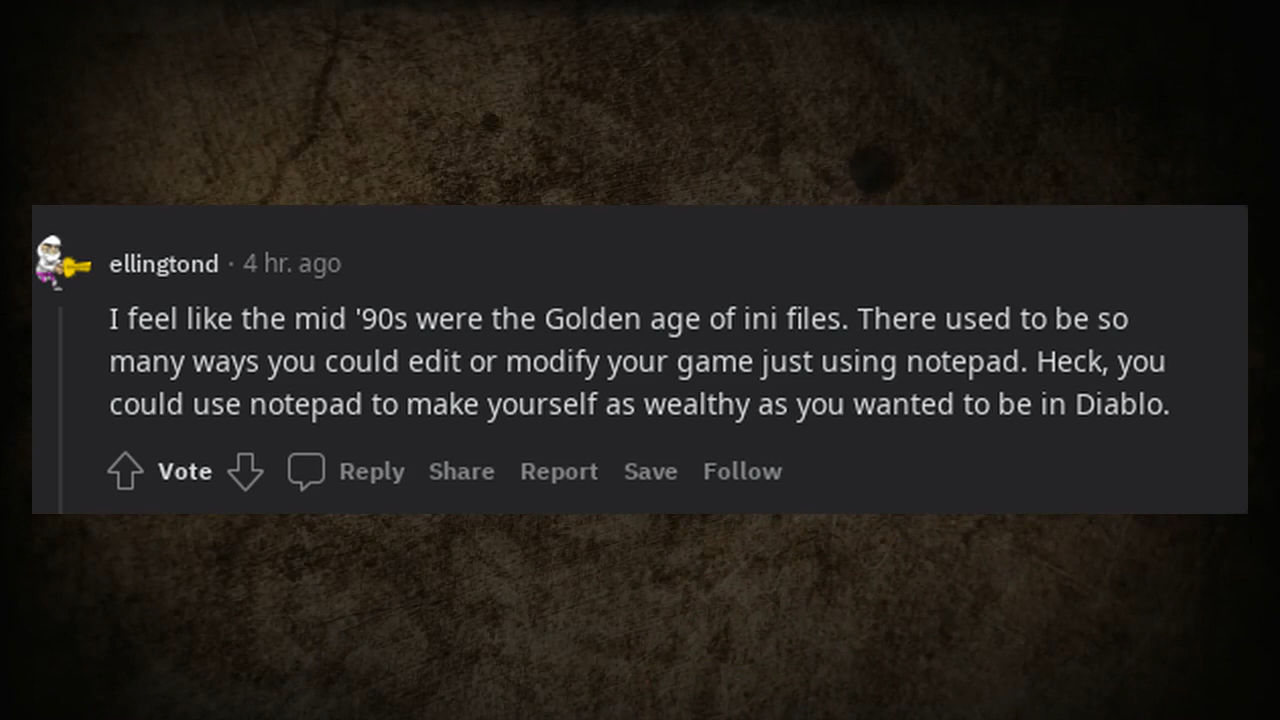 ellingtond · 4 hr. ago
I feel like the mid '90s were the Golden age of ini files. There used to be so
many ways you could edit or modify your game just using notepad. Heck, you
could use notepad to make yourself as wealthy as you wanted to be in Diablo.
Vote Reply Share Report Save Follow